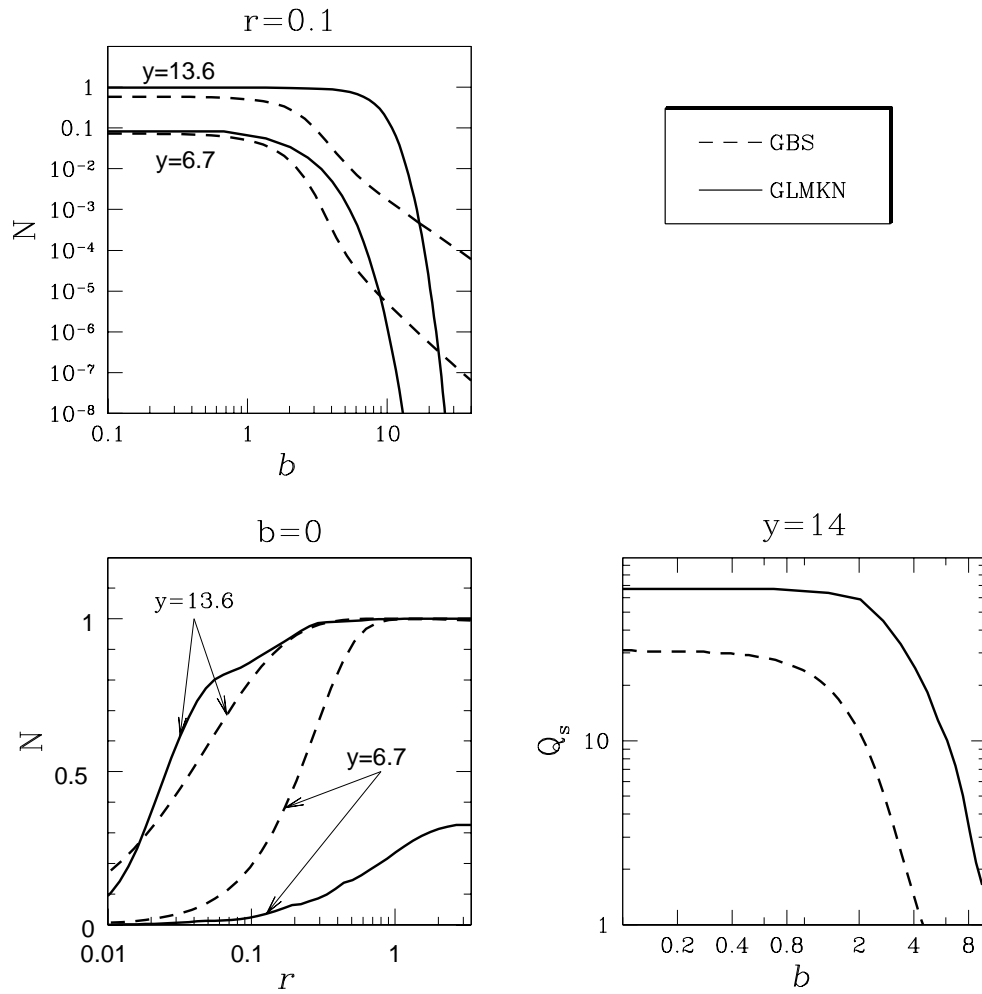 r=0.1
y=13.6
y=6.7
1
0.1
10⁻²
10⁻³
10⁻⁴
10⁻⁵
10⁻⁶
10⁻⁷
10⁻⁸
N
0.1 1 10
b
GBS
GLMKN
b=0
y=13.6
y=6.7
1
0.5
0
N
0.01 0.1 1
r
y=14
10
1
Qs
0.2 0.4 0.8 2 4 8
b